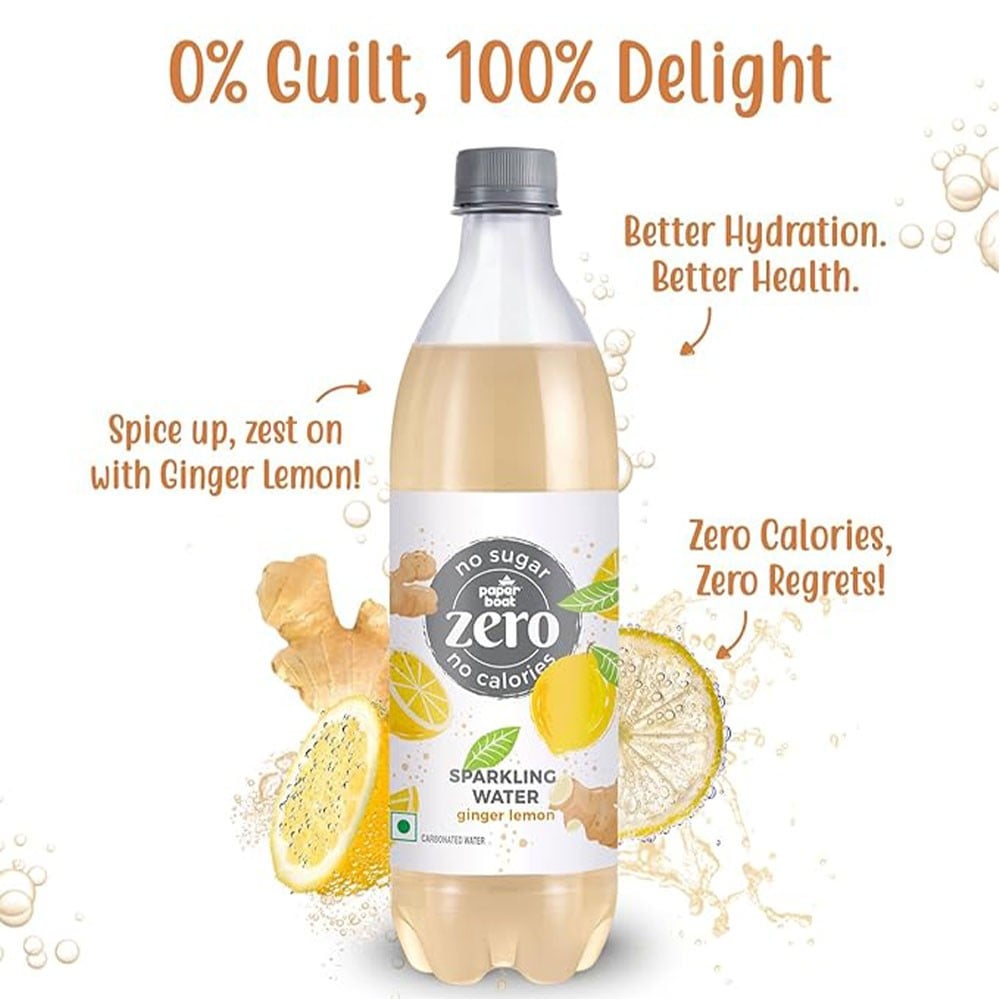 0% Guilt, 100% Delight
Better Hydration.
Better Health.
Spice up, zest on
with Ginger Lemon!
Zero Calories,
Zero Regrets!
no sugar
paper
boat
zero
no calories
SPARKLING
WATER
ginger lemon
CARBONATED WATER